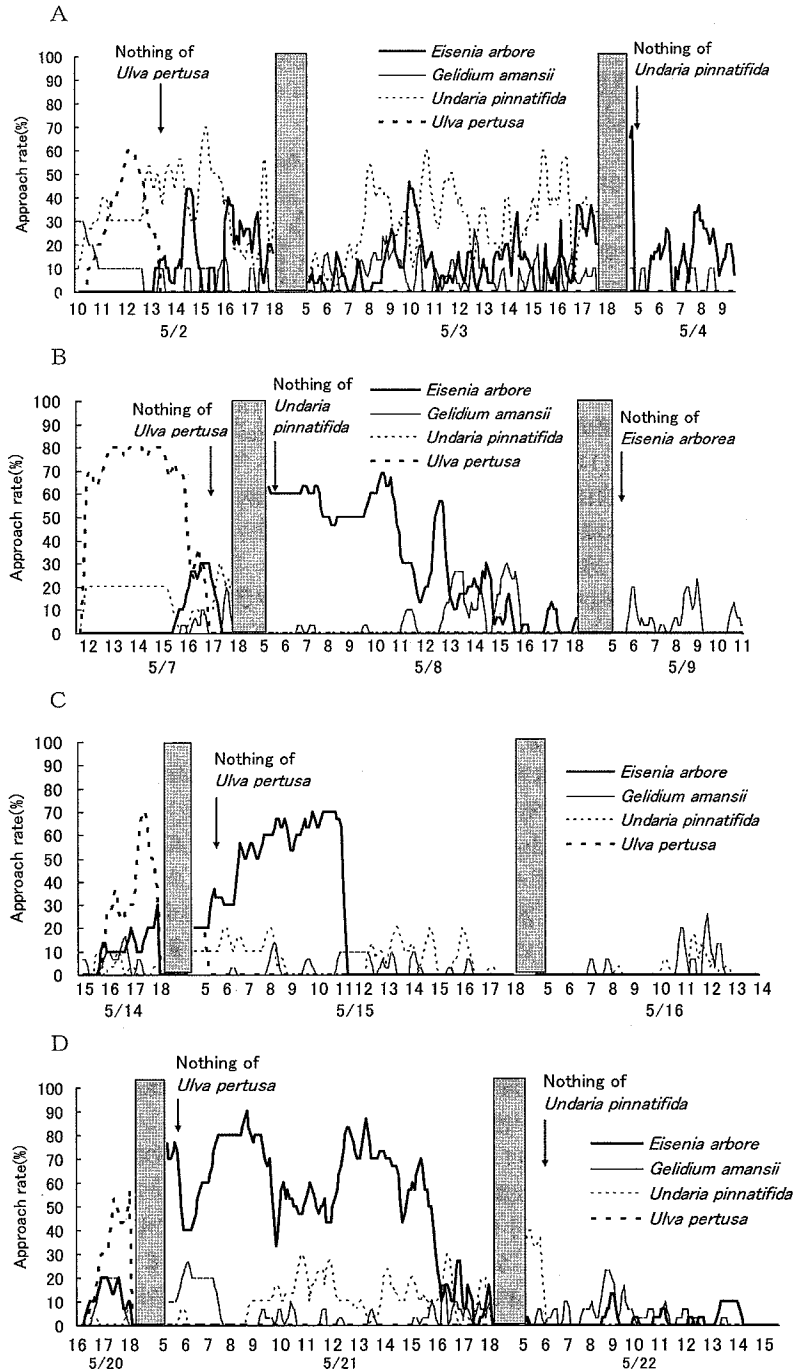 A
Nothing of
Ulva pertusa
Eisenia arbore
Gelidium amansii
Undaria pinnatifida
Ulva pertusa
Nothing of
Undaria pinnatifida
Approach rate(%)
100
90
80
70
60
50
40
30
20
10
0
10 11 12 13 14 15 16 17 18 5 6 7 8 9 10 11 12 13 14 15 16 17 18 5 6 7 8 9
5/2 5/3 5/4
B
Nothing of
Ulva pertusa
Nothing of
Undaria
pinnatifida
Eisenia arbore
Gelidium amansii
Undaria pinnatifida
Ulva pertusa
Nothing of
Eisenia arborea
Approach rate(%)
100
90
80
70
60
50
40
30
20
10
0
12 13 14 15 16 17 18 5 6 7 8 9 10 11 12 13 14 15 16 17 18 5 6 7 8 9 10 11
5/7 5/8 5/9
C
Nothing of
Ulva pertusa
Eisenia arbore
Gelidium amansii
Undaria pinnatifida
Ulva pertusa
Approach rate(%)
100
90
80
70
60
50
40
30
20
10
0
15 16 17 18 5 6 7 8 9 10 11 12 13 14 15 16 17 18 5 6 7 8 9 10 11 12 13 14
5/14 5/15 5/16
D
Nothing of
Ulva pertusa
Nothing of
Undaria pinnatifida
Eisenia arbore
Gelidium amansii
Undaria pinnatifida
Ulva pertusa
Approach rate(%)
100
90
80
70
60
50
40
30
20
10
0
16 17 18 5 6 7 8 9 10 11 12 13 14 15 16 17 18 5 6 7 8 9 10 11 12 13 14 15
5/20 5/21 5/22